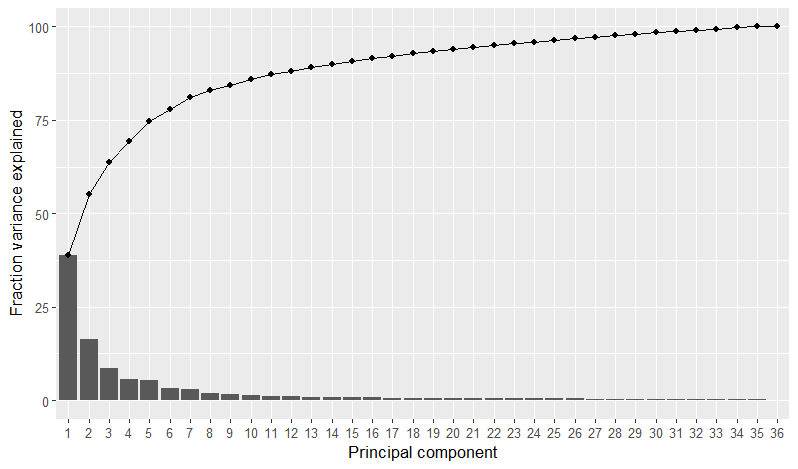 Fraction variance explained
100
75
50
25
0
1 2 3 4 5 6 7 8 9 10 11 12 13 14 15 16 17 18 19 20 21 22 23 24 25 26 27 28 29 30 31 32 33 34 35 36
Principal component